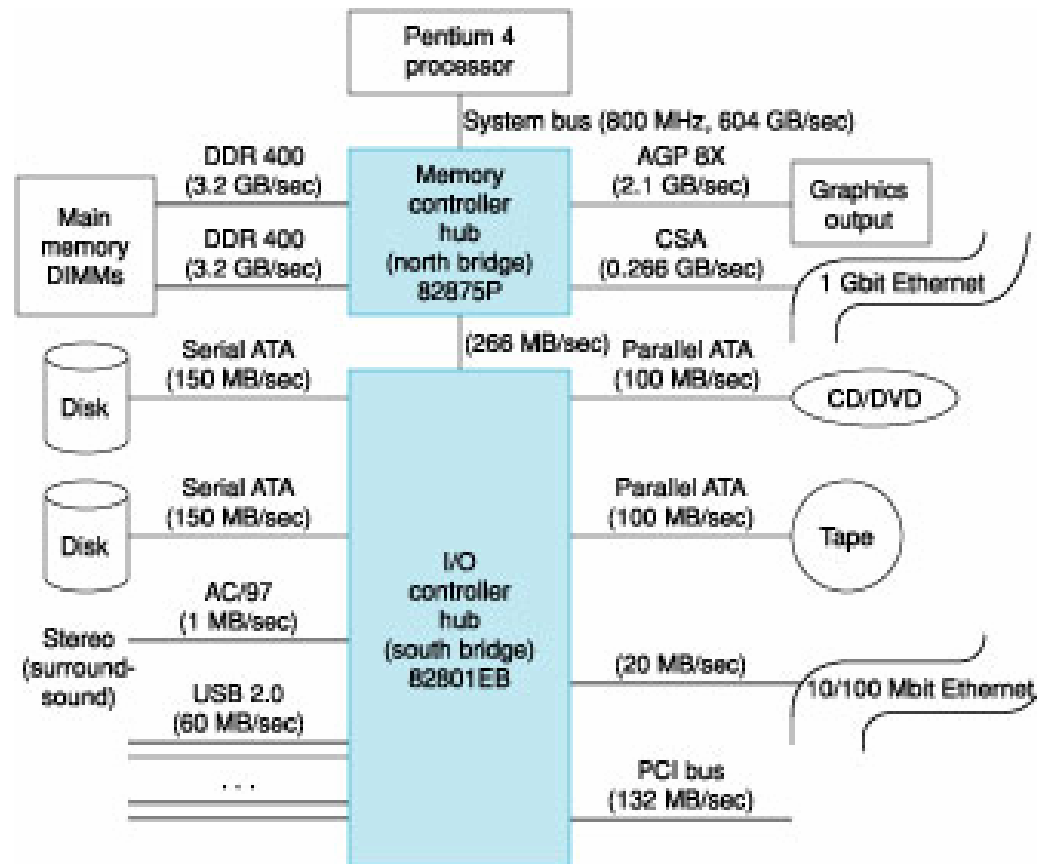 Pentium 4
processor
System bus (800 MHz, 604 GB/sec)
DDR 400
(3.2 GB/sec)
Memory
controller
hub
(north bridge)
82875P
AGP 8X
(2.1 GB/sec)
Graphics
output
Main
memory
DIMMs
DDR 400
(3.2 GB/sec)
CSA
(0.266 GB/sec)
1 Gbit Ethernet
(266 MB/sec)
Serial ATA
(150 MB/sec)
Disk
Parallel ATA
(100 MB/sec)
CD/DVD
Serial ATA
(150 MB/sec)
Disk
Parallel ATA
(100 MB/sec)
Tape
I/O
controller
hub
(south bridge)
82801EB
AC/97
(1 MB/sec)
Stereo
(surround-
sound)
USB 2.0
(60 MB/sec)
. . .
(20 MB/sec)
10/100 Mbit Ethernet
PCI bus
(132 MB/sec)